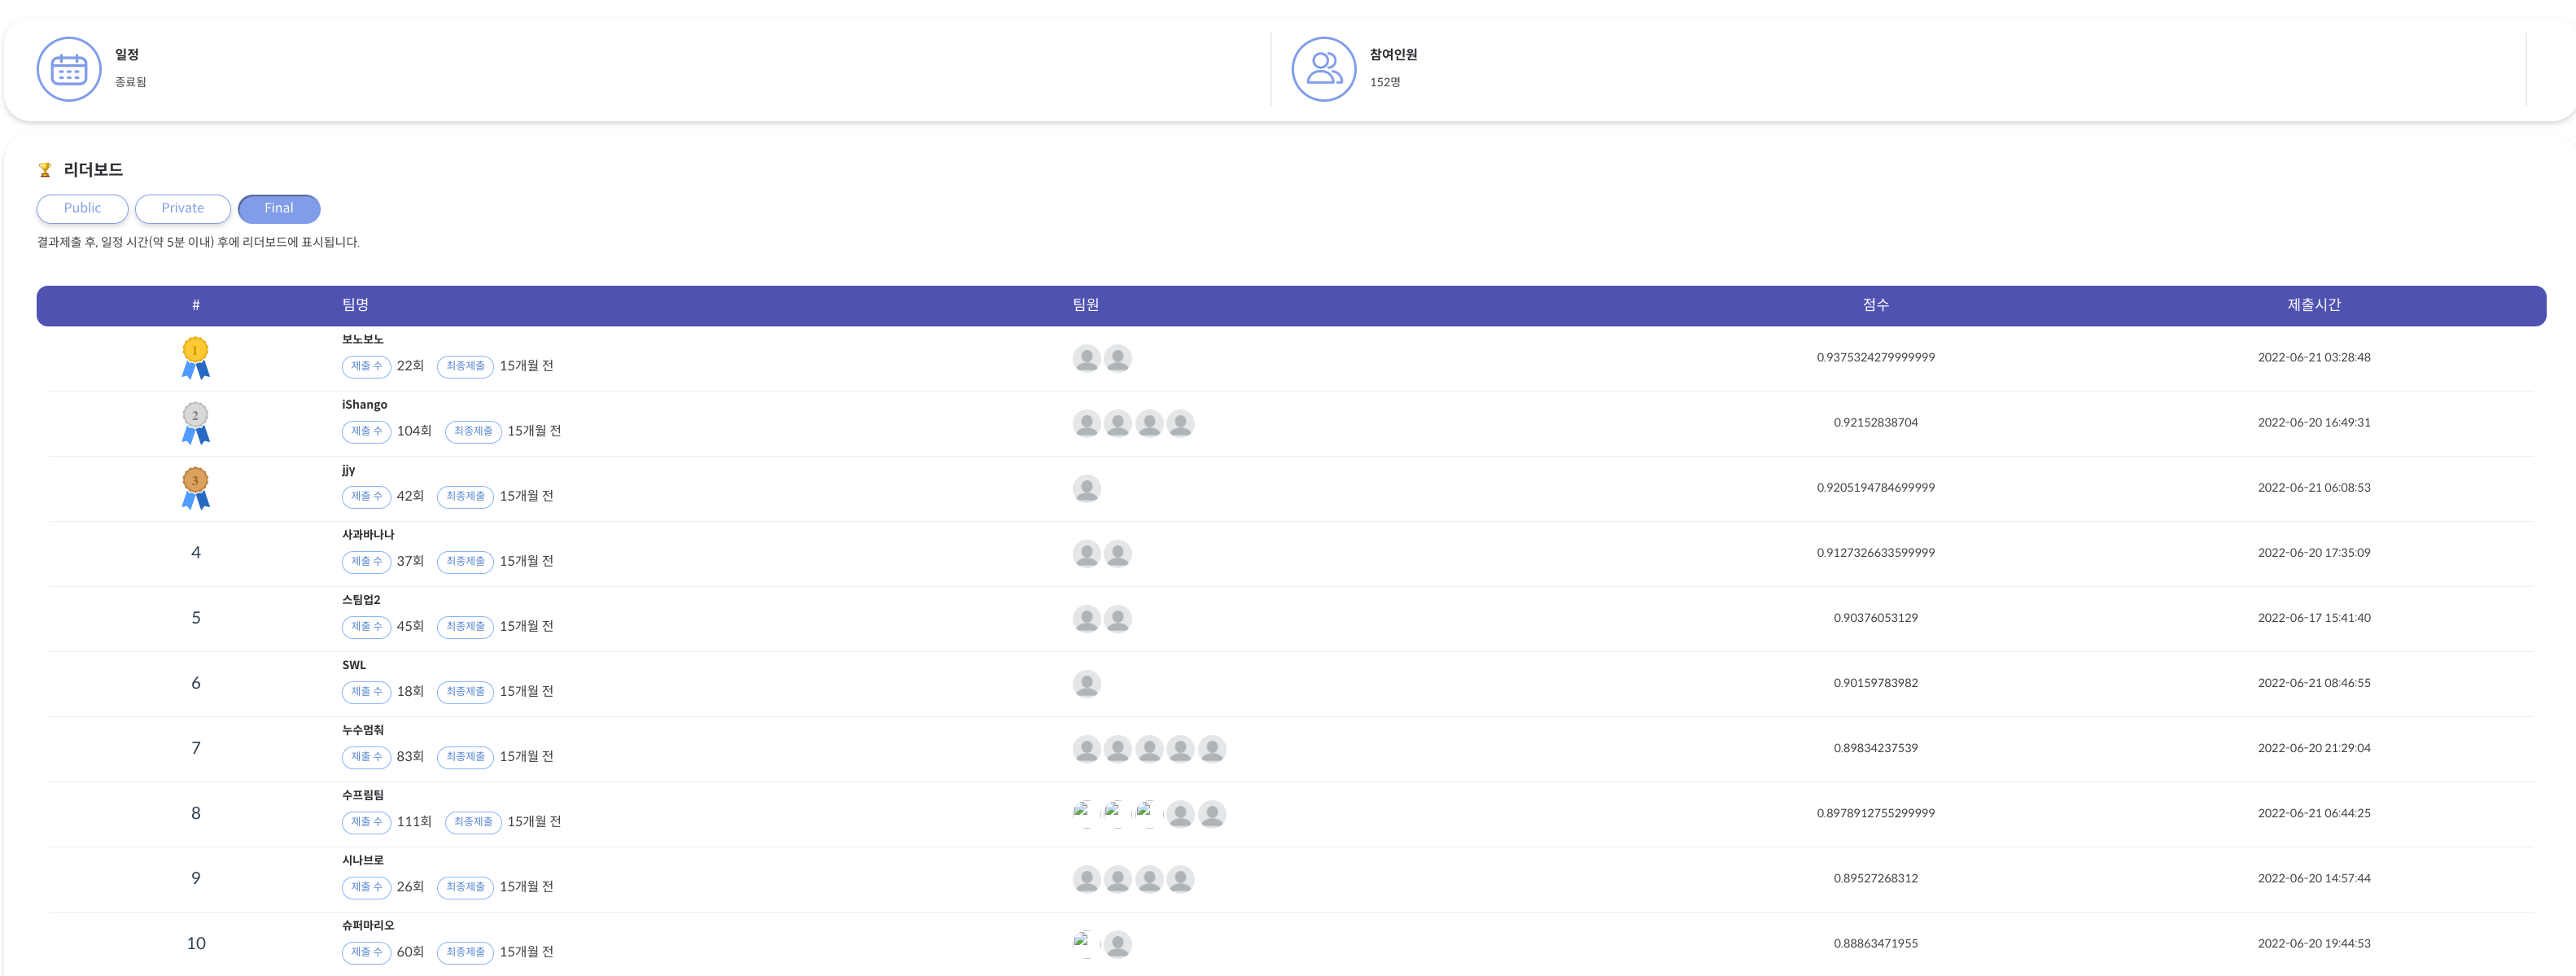 일정
종료됨
참여인원
152명
리더보드
Public Private Final
결과제출 후, 일정 시간(약 5분 이내) 후에 리더보드에 표시됩니다.
# 팀명 팀원 점수 제출시간
1 보노보노
제출 수 22회 최종제출 15개월 전 0.9375324279999999 2022-06-21 03:28:48
2 iShango
제출 수 104회 최종제출 15개월 전 0.92152838704 2022-06-20 16:49:31
3 jjy
제출 수 42회 최종제출 15개월 전 0.9205194784699999 2022-06-21 06:08:53
4 사과바나나
제출 수 37회 최종제출 15개월 전 0.9127326633599999 2022-06-20 17:35:09
5 스팀업2
제출 수 45회 최종제출 15개월 전 0.90376053129 2022-06-17 15:41:40
6 SWL
제출 수 18회 최종제출 15개월 전 0.90159783982 2022-06-21 08:46:55
7 누수멈춰
제출 수 83회 최종제출 15개월 전 0.89834237539 2022-06-20 21:29:04
8 수프림팀
제출 수 111회 최종제출 15개월 전 0.8978912755299999 2022-06-21 06:44:25
9 시나브로
제출 수 26회 최종제출 15개월 전 0.89527268312 2022-06-20 14:57:44
10 슈퍼마리오
제출 수 60회 최종제출 15개월 전 0.88863471955 2022-06-20 19:44:53